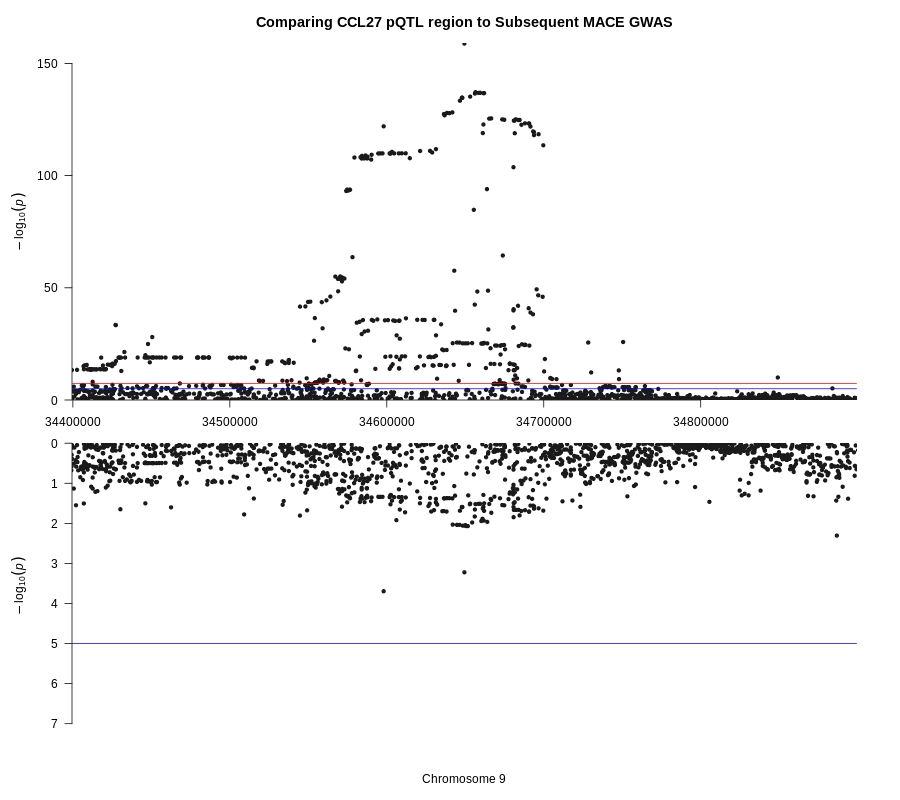 Comparing CCL27 pQTL region to Subsequent MACE GWAS
150
100
50
0
− log10(p)
34400000 34500000 34600000 34700000 34800000
0
1
2
3
4
5
6
7
− log10(p)
Chromosome 9